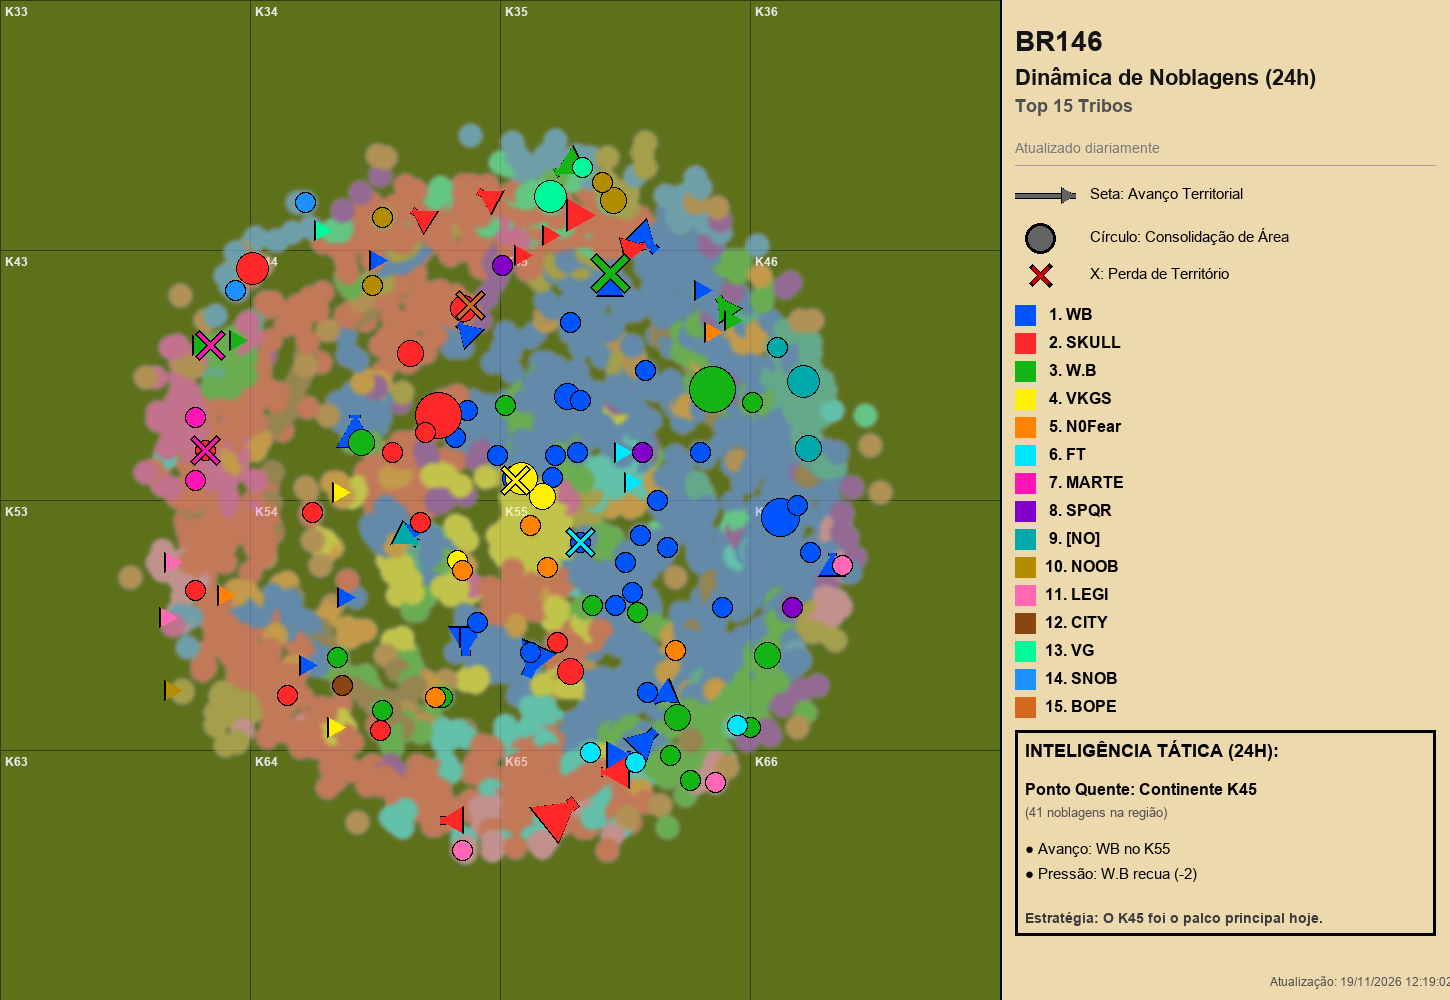 K33
K34
K35
K36
K43
K46
K53
K54
K55
K63
K64
K65
K66
BR146
Dinâmica de Noblagens (24h)
Top 15 Tribos
Atualizado diariamente
Seta: Avanço Territorial
Círculo: Consolidação de Área
X: Perda de Território
1. WB
2. SKULL
3. W.B
4. VKGS
5. N0Fear
6. FT
7. MARTE
8. SPQR
9. [NO]
10. NOOB
11. LEGI
12. CITY
13. VG
14. SNOB
15. BOPE
INTELIGÊNCIA TÁTICA (24H):
Ponto Quente: Continente K45
(41 noblagens na região)
● Avanço: WB no K55
● Pressão: W.B recua (-2)
Estratégia: O K45 foi o palco principal hoje.
Atualização: 19/11/2026 12:19:02